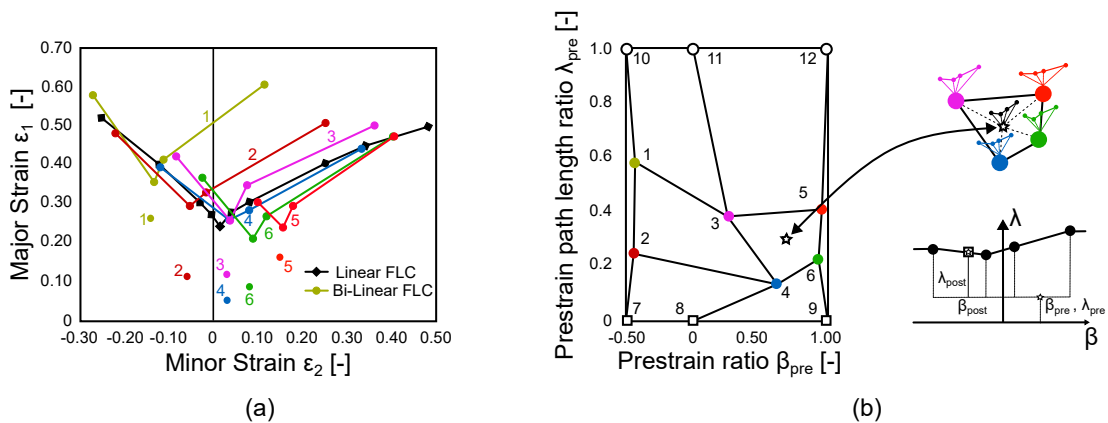 Major Strain ε1 [-]
0.70
0.60
0.50
0.40
0.30
0.20
0.10
0
1
2
3
4
6
5
1
2
3
4
6
5
Linear FLC
Bi-Linear FLC
-0.30 -0.20 -0.10 0 0.10 0.20 0.30 0.40 0.50
Minor Strain ε2 [-]
(a)
Prestrain path length ratio λpre [-]
1.0
0.8
0.6
0.4
0.2
0
10 11 12
1
5
3
2
6
4
7 8 9
-0.50 0 0.50 1.00
Prestrain ratio βpre [-]
λ
λpost
βpost
βpre , λpre
β
(b)